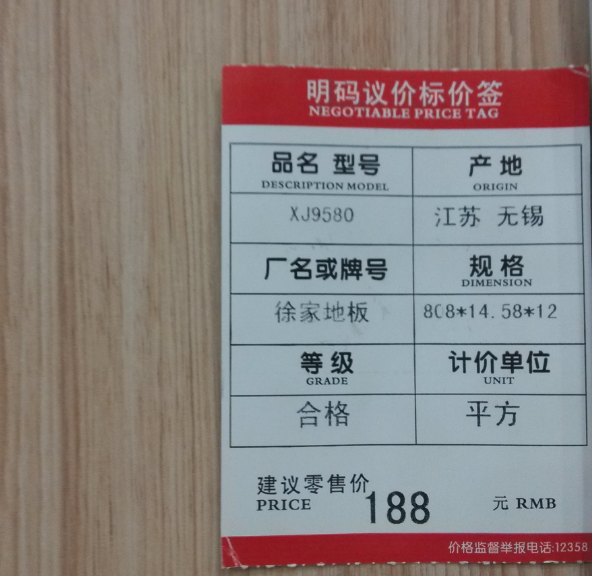 明码议价标价签
NEGOTIABLE PRICE TAG
品名 型号 产地
DESCRIPTION MODEL ORIGIN
XJ9580 江苏 无锡
厂名或牌号 规格
DIMENSION
徐家地板 808*14.58*12
等级 计价单位
GRADE UNIT
合格 平方
建议零售价
PRICE 188 元 RMB
价格监督举报电话:12358